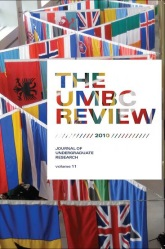 THE
UMBC
REVIEW
2010
JOURNAL OF
UNDERGRADUATE
RESEARCH
volume 11